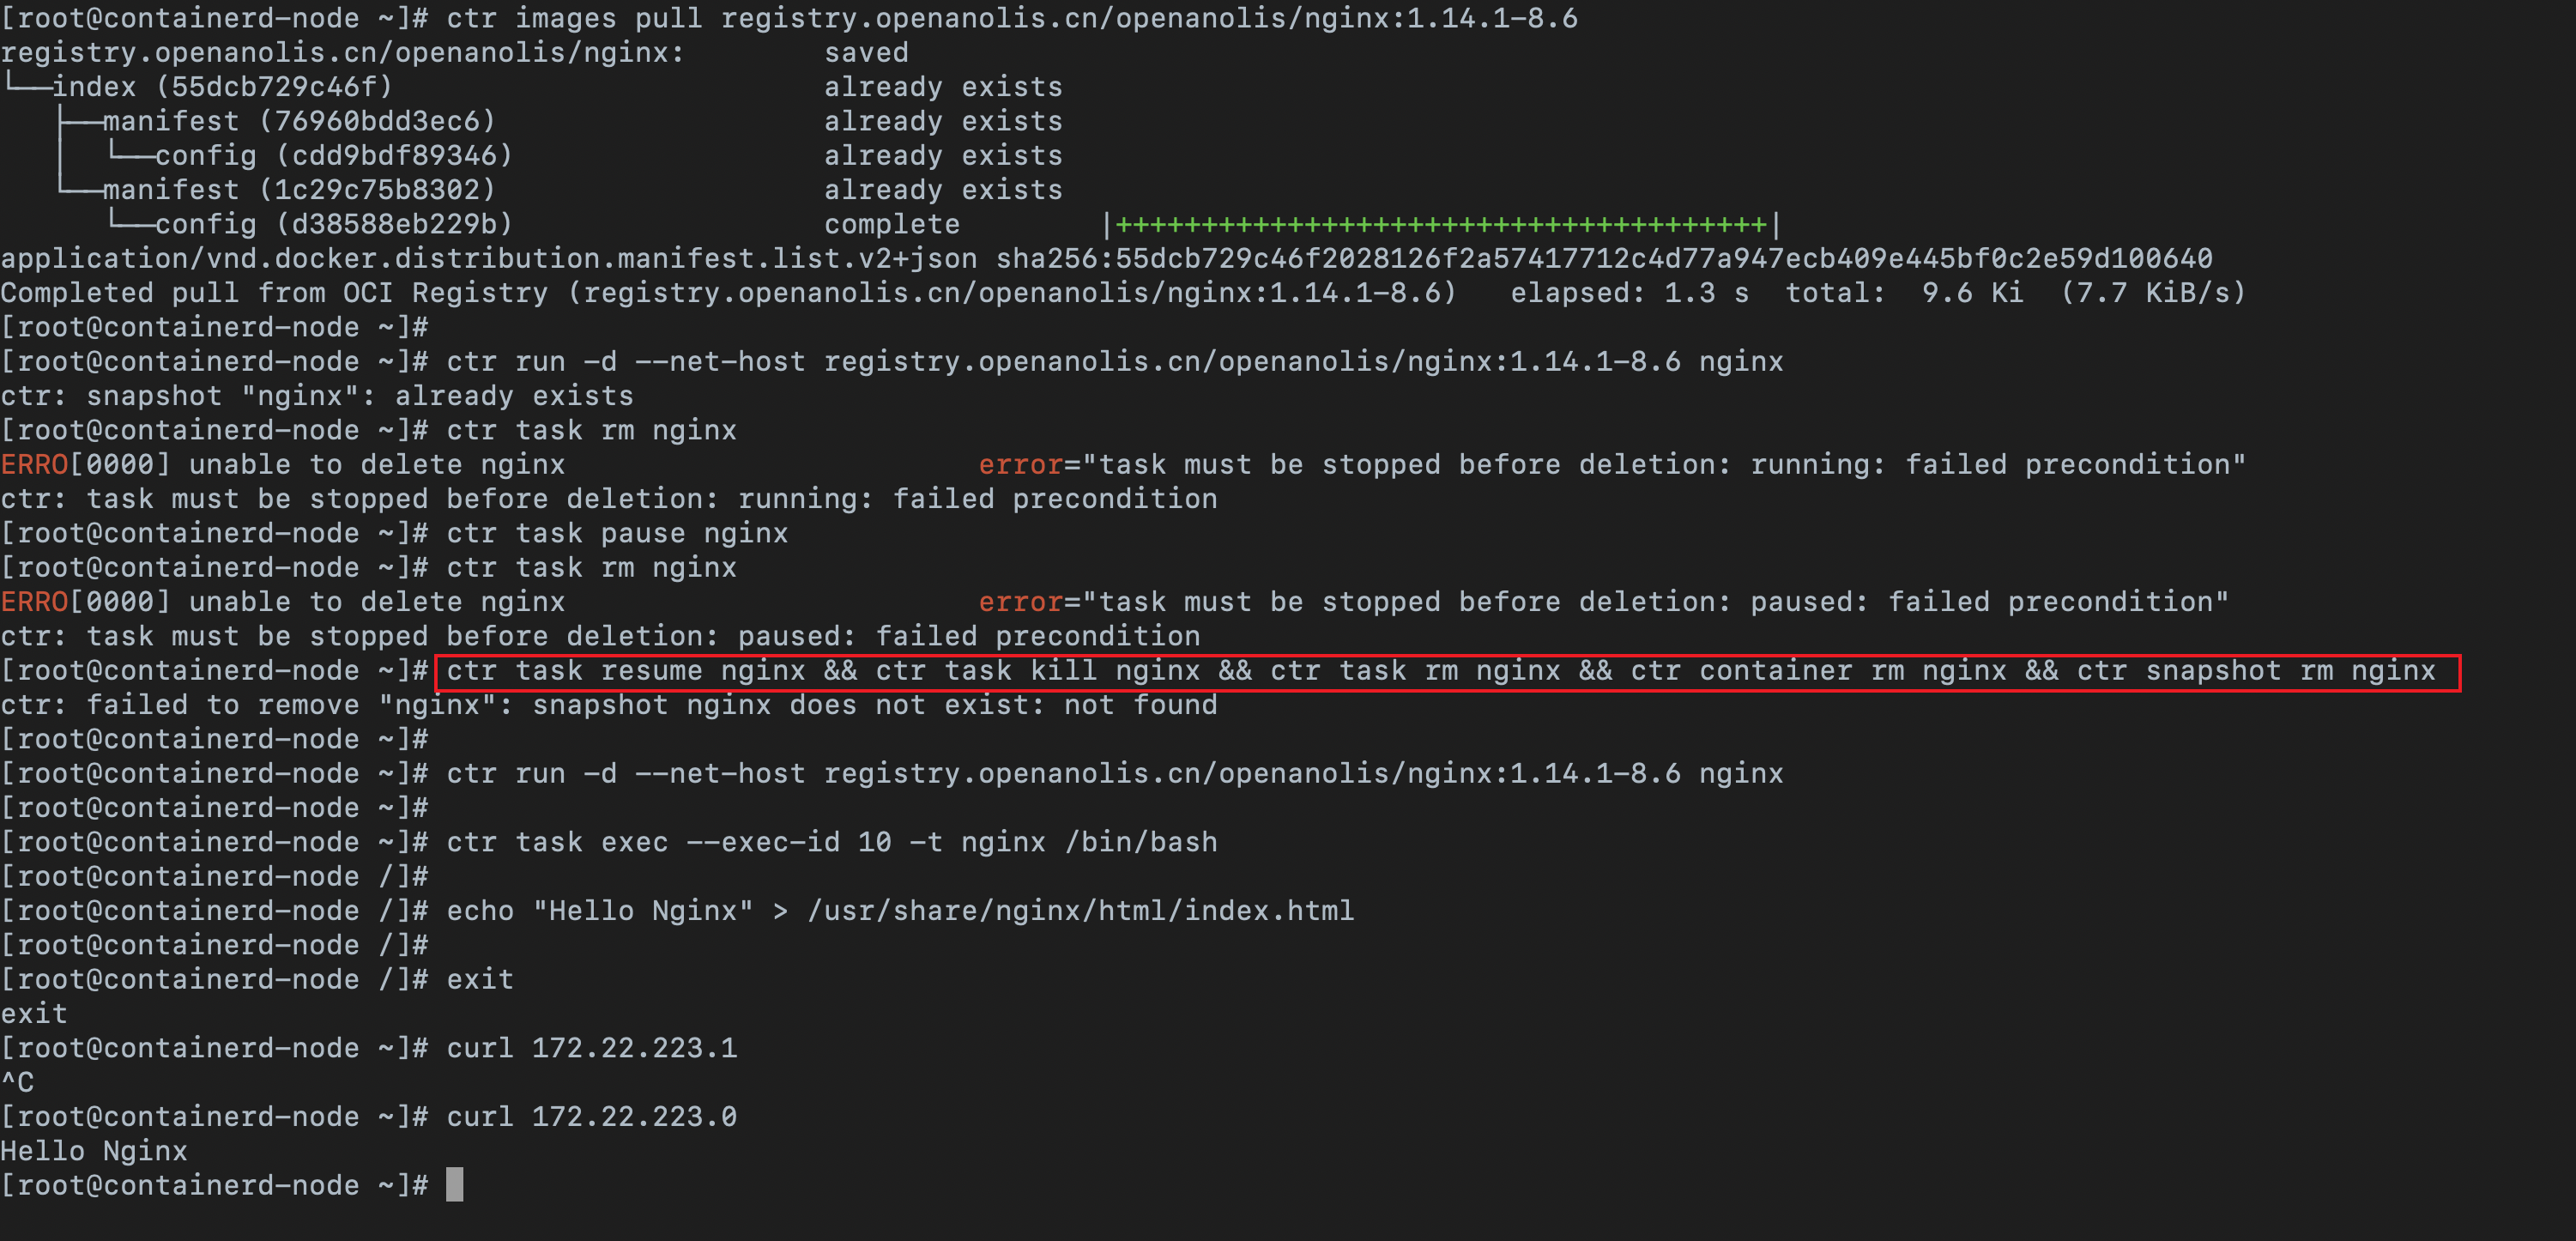 [root@containerd-node ~]# ctr images pull registry.openanolis.cn/openanolis/nginx:1.14.1-8.6
registry.openanolis.cn/openanolis/nginx:        saved
└──index (55dcb729c46f)                         already exists
   ├──manifest (76960bdd3ec6)                   already exists
   │  └──config (cdd9bdf89346)                  already exists
   └──manifest (1c29c75b8302)                   already exists
      └──config (d38588eb229b)                  complete        |++++++++++++++++++++++++++++++++++++++|
application/vnd.docker.distribution.manifest.list.v2+json sha256:55dcb729c46f2028126f2a57417712c4d77a947ecb409e445bf0c2e59d100640
Completed pull from OCI Registry (registry.openanolis.cn/openanolis/nginx:1.14.1-8.6)   elapsed: 1.3 s  total:  9.6 Ki  (7.7 KiB/s)
[root@containerd-node ~]#
[root@containerd-node ~]# ctr run -d --net-host registry.openanolis.cn/openanolis/nginx:1.14.1-8.6 nginx
ctr: snapshot "nginx": already exists
[root@containerd-node ~]# ctr task rm nginx
ERRO[0000] unable to delete nginx                        error="task must be stopped before deletion: running: failed precondition"
ctr: task must be stopped before deletion: running: failed precondition
[root@containerd-node ~]# ctr task pause nginx
[root@containerd-node ~]# ctr task rm nginx
ERRO[0000] unable to delete nginx                        error="task must be stopped before deletion: paused: failed precondition"
ctr: task must be stopped before deletion: paused: failed precondition
[root@containerd-node ~]# ctr task resume nginx && ctr task kill nginx && ctr task rm nginx && ctr container rm nginx && ctr snapshot rm nginx
ctr: failed to remove "nginx": snapshot nginx does not exist: not found
[root@containerd-node ~]#
[root@containerd-node ~]# ctr run -d --net-host registry.openanolis.cn/openanolis/nginx:1.14.1-8.6 nginx
[root@containerd-node ~]#
[root@containerd-node ~]# ctr task exec --exec-id 10 -t nginx /bin/bash
[root@containerd-node /]#
[root@containerd-node /]# echo "Hello Nginx" > /usr/share/nginx/html/index.html
[root@containerd-node /]#
[root@containerd-node /]# exit
exit
[root@containerd-node ~]# curl 172.22.223.1
^C
[root@containerd-node ~]# curl 172.22.223.0
Hello Nginx
[root@containerd-node ~]#